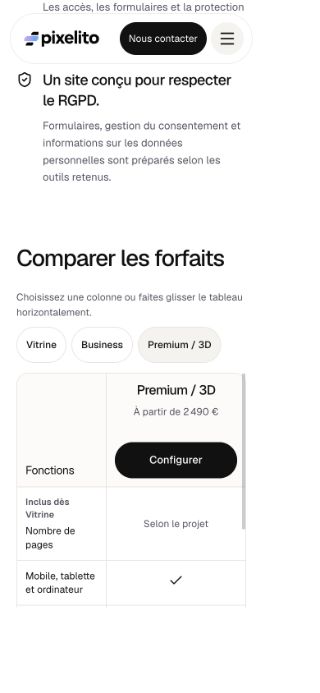 Les accès, les formulaires et la protection
pixelito
Nous contacter
Un site conçu pour respecter
le RGPD.
Formulaires, gestion du consentement et
informations sur les données
personnelles sont préparés selon les
outils retenus.
Comparer les forfaits
Choisissez une colonne ou faites glisser le tableau
horizontalement.
Vitrine
Business
Premium / 3D
Premium / 3D
À partir de 2 490 €
Configurer
Fonctions
Inclus dès
Vitrine
Nombre de
pages
Selon le projet
Mobile, tablette
et ordinateur